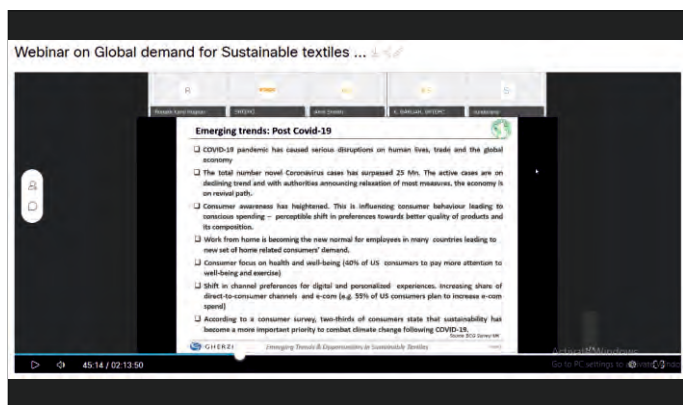 Webinar on Global demand for Sustainable textiles ...
Emerging trends: Post Covid-19
❑ COVID-19 pandemic has caused serious disruptions on human lives, trade and the global
economy
❑ The total number novel Coronavirus cases has surpassed 25 Mn. The active cases are on
declining trend and with authorities announcing relaxation of most measures, the economy is
on revival path.
❑ Consumer awareness has heightened. This is influencing consumer behaviour leading to
conscious spending – perceptible shift in preferences towards better quality of products and
its composition.
❑ Work from home is becoming the new normal for employees in many countries leading to
new set of home related consumers' demand.
❑ Consumer focus on health and well-being (40% of US consumers to pay more attention to
well-being and exercise)
❑ Shift in channel preferences for digital and personalized experiences, increasing share of
direct-to-consumer channels and e-com (e.g. 55% of US consumers plan to increase e-com
spend)
❑ According to a consumer survey, two-thirds of consumers state that sustainability has
become a more important priority to combat climate change following COVID-19.
GHERZI Emerging Trends & Opportunities in Sustainable Textiles
Activate Windows
45:14 / 02:13:50 Go to PC settings to